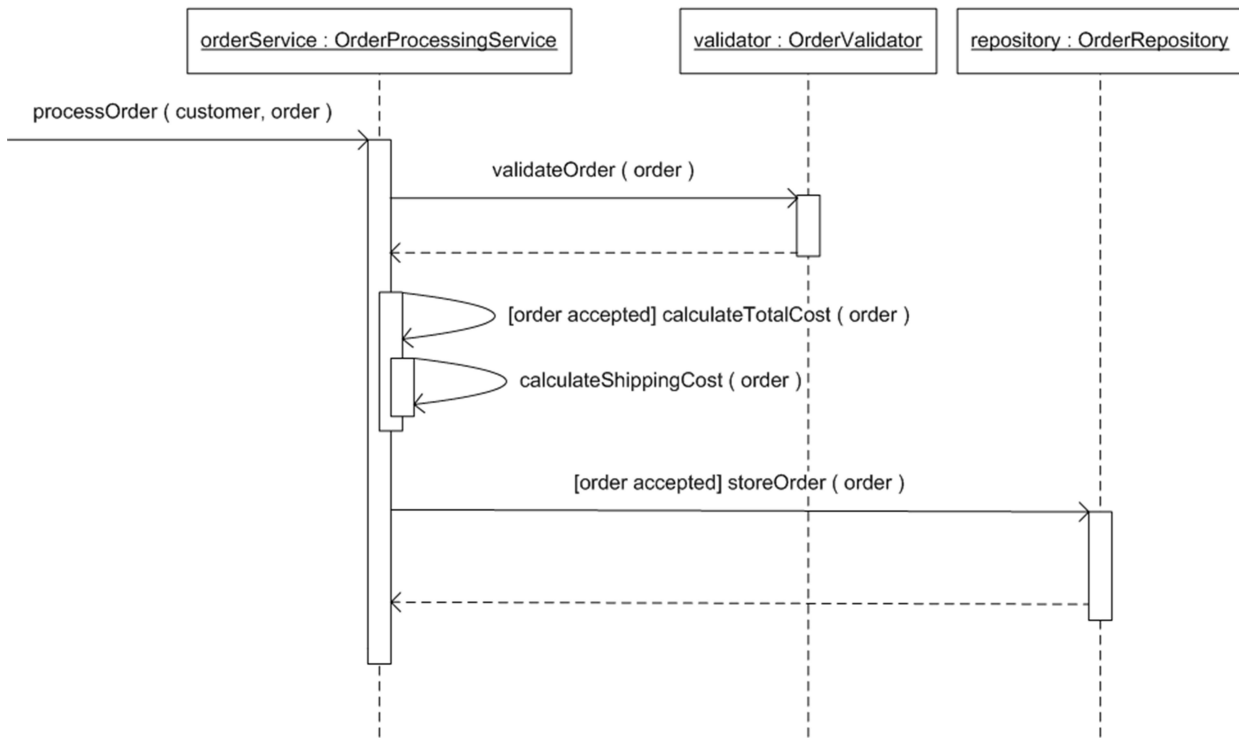 orderService : OrderProcessingService
validator : OrderValidator
repository : OrderRepository
processOrder ( customer, order )
validateOrder ( order )
[order accepted] calculateTotalCost ( order )
calculateShippingCost ( order )
[order accepted] storeOrder ( order )